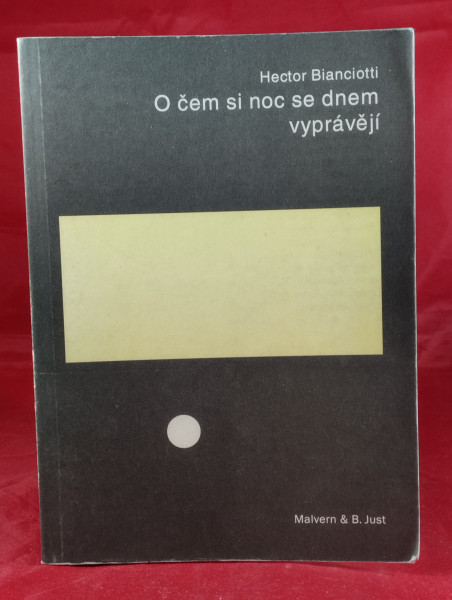 Hector Bianciotti
O čem si noc se dnem
vyprávějí
Malvern & B. Just